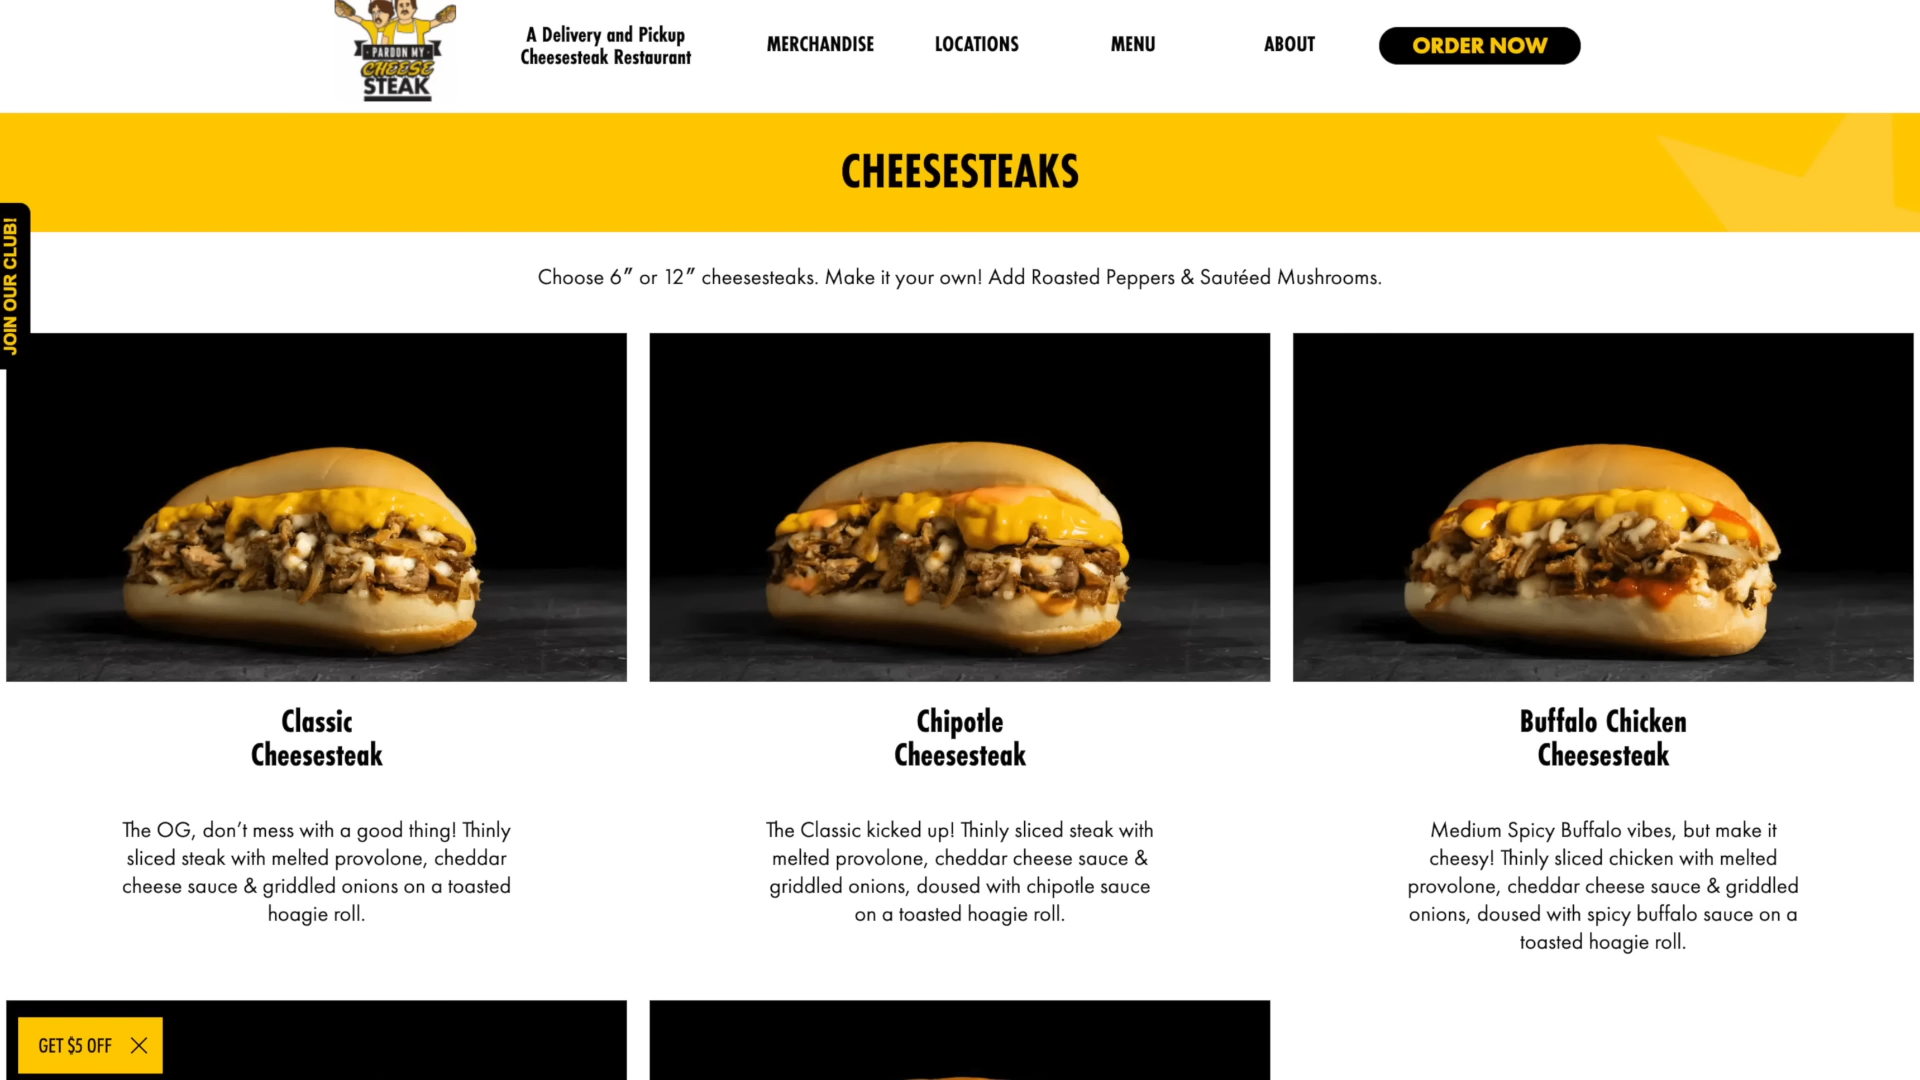 PARDON MY
CHEESE
STEAK
A Delivery and Pickup
Cheesesteak Restaurant
MERCHANDISE
LOCATIONS
MENU
ABOUT
ORDER NOW
CHEESESTEAKS
JOIN OUR CLUB!
Choose 6″ or 12″ cheesesteaks. Make it your own! Add Roasted Peppers & Sautéed Mushrooms.
Classic
Cheesesteak
The OG, don’t mess with a good thing! Thinly
sliced steak with melted provolone, cheddar
cheese sauce & griddled onions on a toasted
hoagie roll.
Chipotle
Cheesesteak
The Classic kicked up! Thinly sliced steak with
melted provolone, cheddar cheese sauce &
griddled onions, doused with chipotle sauce
on a toasted hoagie roll.
Buffalo Chicken
Cheesesteak
Medium Spicy Buffalo vibes, but make it
cheesy! Thinly sliced chicken with melted
provolone, cheddar cheese sauce & griddled
onions, doused with spicy buffalo sauce on a
toasted hoagie roll.
GET $5 OFF